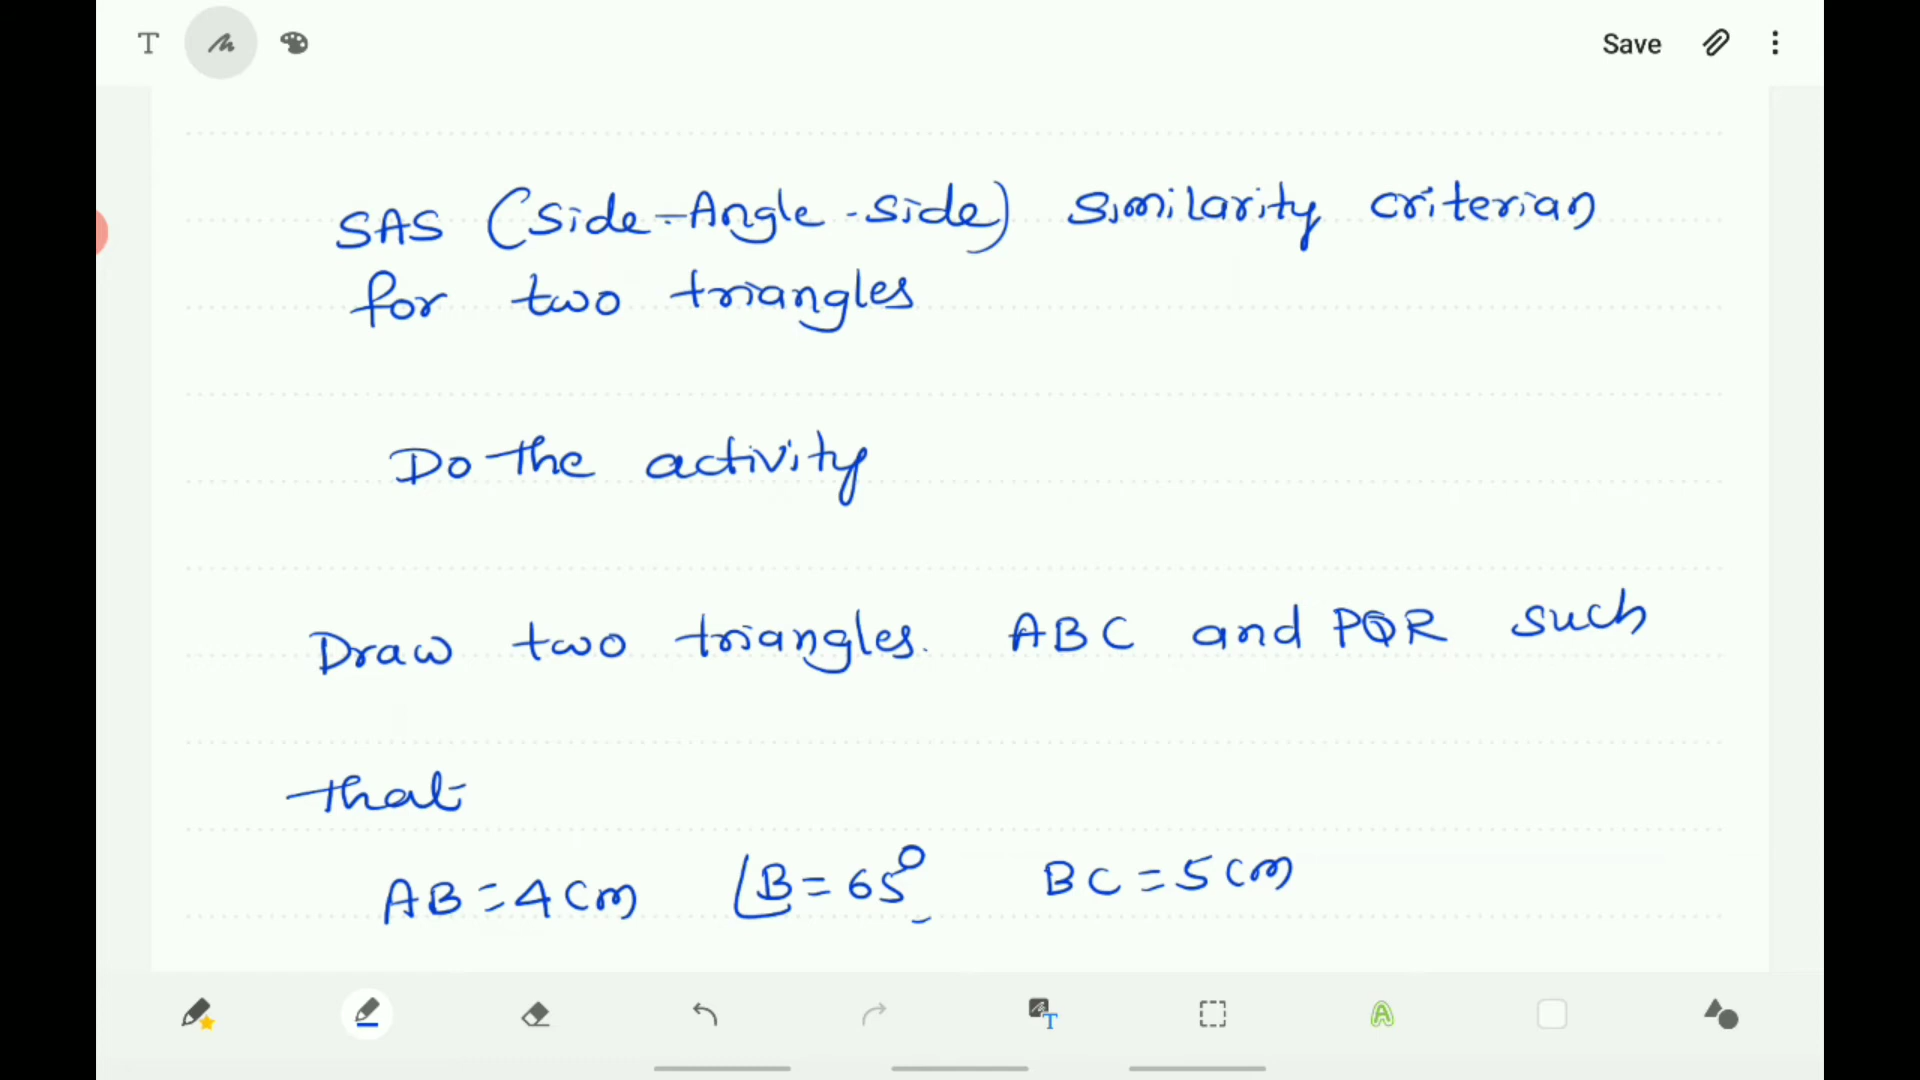 T
Save
SAS (Side-Angle-Side) Similarity criterian
for two triangles
Do the activity
Draw two triangles. ABC and PQR such
that
AB = 4cm ∠B = 65° BC = 5cm
T
A